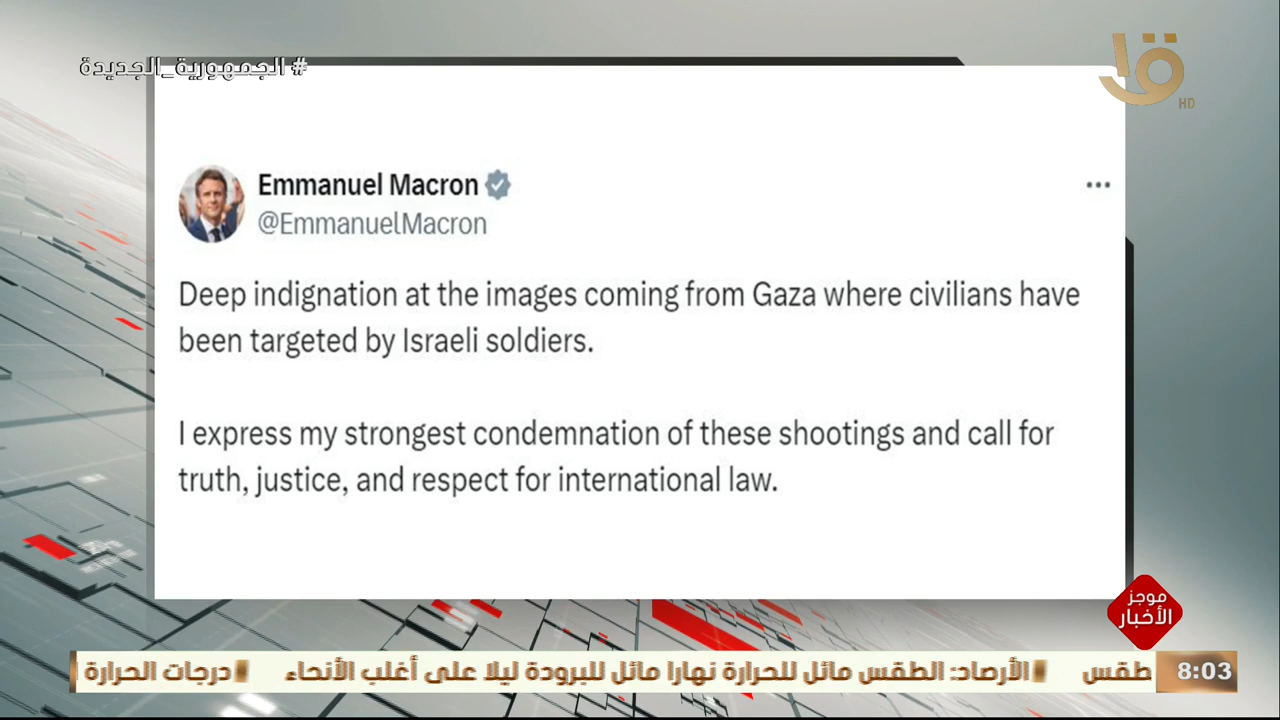 #الجمهورية_الجديدة
HD
Emmanuel Macron
@EmmanuelMacron
Deep indignation at the images coming from Gaza where civilians have
been targeted by Israeli soldiers.
I express my strongest condemnation of these shootings and call for
truth, justice, and respect for international law.
موجز
الأخبار
8:03 طقس الأرصاد: الطقس مائل للحرارة نهارا مائل للبرودة ليلا على أغلب الأنحاء درجات الحرارة